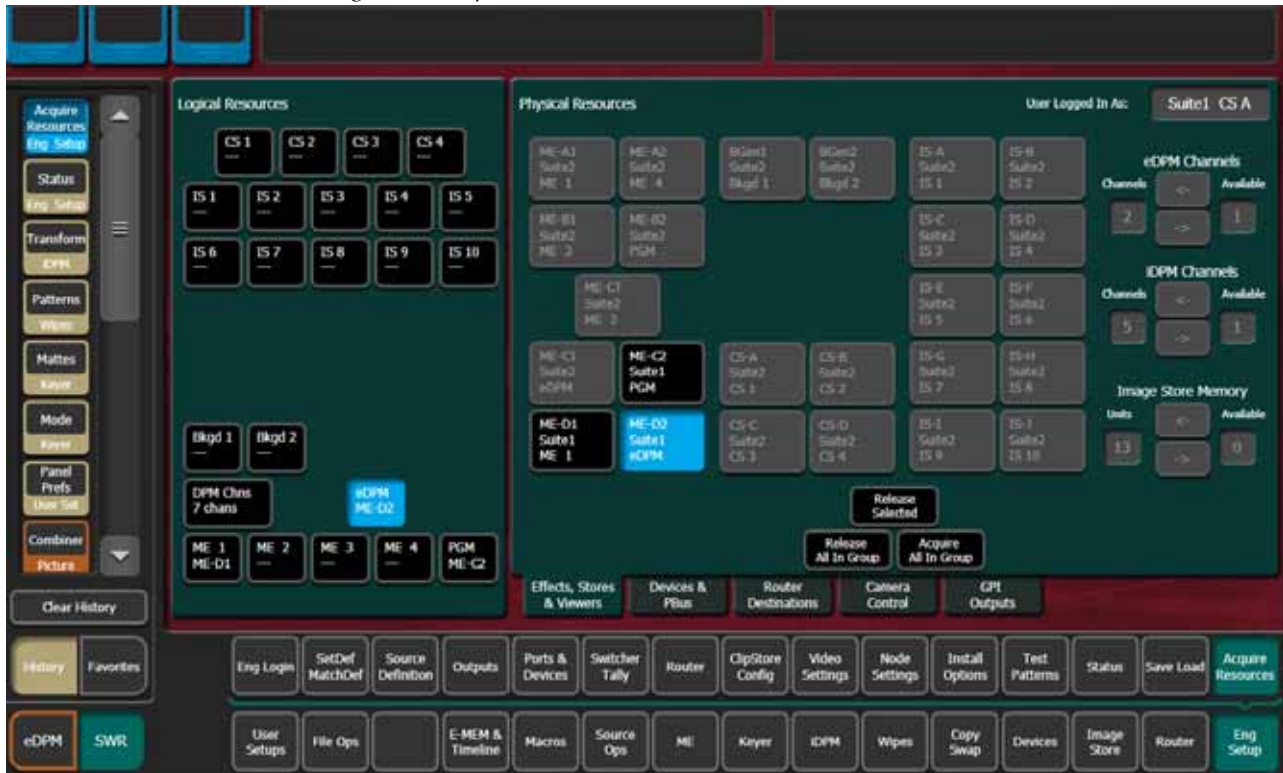 Acquire
Resources
Eng Setup
Status
Eng Setup
Transform
iDPM
Patterns
Wipes
Mattes
Keyer
Mode
Keyer
Panel
Prefs
User Set
Combiner
Picture
Clear History
History
Favorites
eDPM
SWR
Logical Resources
CS 1
---
CS 2
---
CS 3
---
CS 4
---
IS 1
---
IS 2
---
IS 3
---
IS 4
---
IS 5
---
IS 6
---
IS 7
---
IS 8
---
IS 9
---
IS 10
---
Bkgd 1
---
Bkgd 2
---
DPM Chns
7 chans
eDPM
ME-D2
ME 1
ME-D1
ME 2
---
ME 3
---
ME 4
---
PGM
ME-C2
Physical Resources
User Logged In As:
Suite1 CS A
ME-A1
Suite2
ME 1
ME-A2
Suite2
ME 4
BGen1
Suite2
Bkgd 1
BGen2
Suite2
Bkgd 2
IS-A
Suite2
IS 1
IS-B
Suite2
IS 2
ME-B1
Suite2
ME 3
ME-B2
Suite2
PGM
IS-C
Suite2
IS 3
IS-D
Suite2
IS 4
ME-CT
Suite2
ME 2
IS-E
Suite2
IS 5
IS-F
Suite2
IS 6
ME-C1
Suite2
eDPM
ME-C2
Suite1
PGM
CS-A
Suite2
CS 1
CS-B
Suite2
CS 2
IS-G
Suite2
IS 7
IS-H
Suite2
IS 8
ME-D1
Suite1
ME 1
ME-D2
Suite1
eDPM
CS-C
Suite2
CS 3
CS-D
Suite2
CS 4
IS-I
Suite2
IS 9
IS-J
Suite2
IS 10
eDPM Channels
Channels
<-
Available
2
->
1
iDPM Channels
Channels
<-
Available
5
->
1
Image Store Memory
Units
<-
Available
13
->
0
Release
Selected
Release
All In Group
Acquire
All In Group
Effects, Stores
& Viewers
Devices &
PBus
Router
Destinations
Camera
Control
GPI
Outputs
Eng Login
SetDef
MatchDef
Source
Definition
Outputs
Ports &
Devices
Switcher
Tally
Router
ClipStore
Config
Video
Settings
Node
Settings
Install
Options
Test
Patterns
Status
Save Load
Acquire
Resources
User
Setups
File Ops
E-MEM &
Timeline
Macros
Source
Ops
ME
Keyer
iDPM
Wipes
Copy
Swap
Devices
Image
Store
Router
Eng
Setup